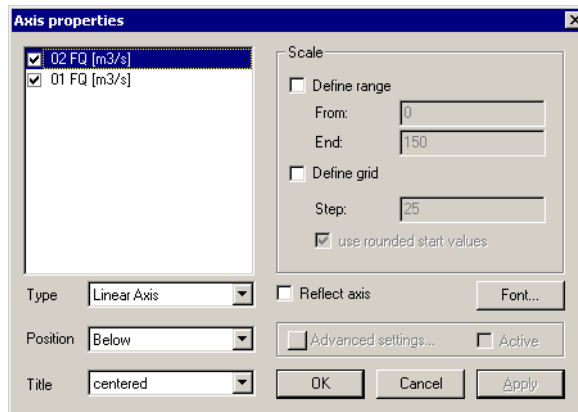 Axis properties
02 FQ [m3/s]
01 FQ [m3/s]
Scale
Define range
From: 0
End: 150
Define grid
Step: 25
use rounded start values
Type Linear Axis
Reflect axis Font...
Position Below
Advanced settings... Active
Title centered
OK Cancel Apply